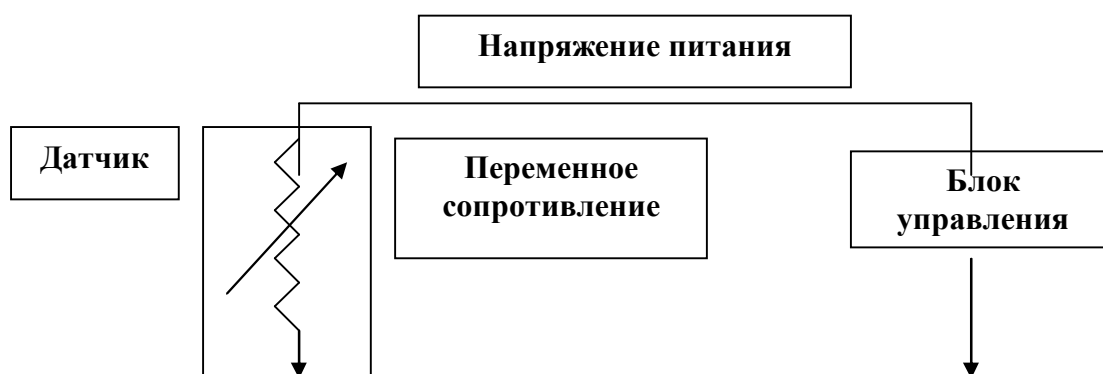 Напряжение питания
Датчик
Переменное
сопротивление
Блок
управления